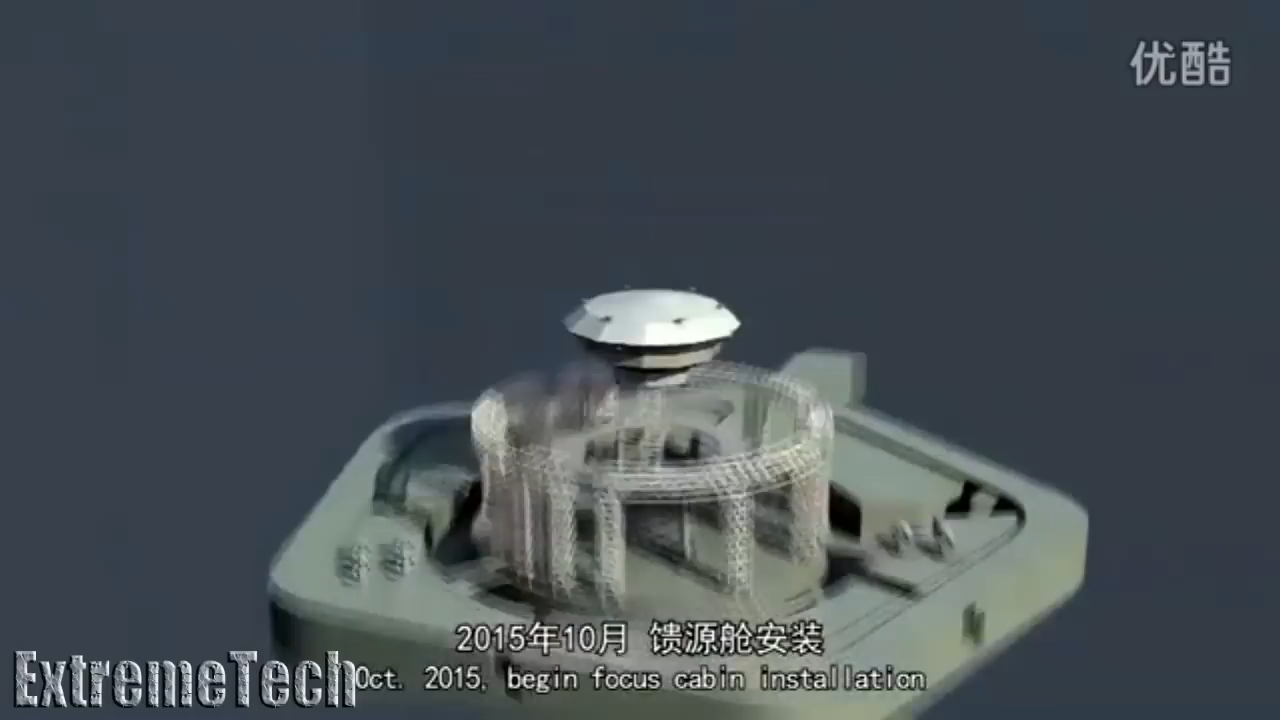 优酷
2015年10月 馈源舱安装
Oct. 2015, begin focus cabin installation
ExtremeTech